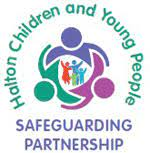 Halton Children and Young People
SAFEGUARDING
PARTNERSHIP